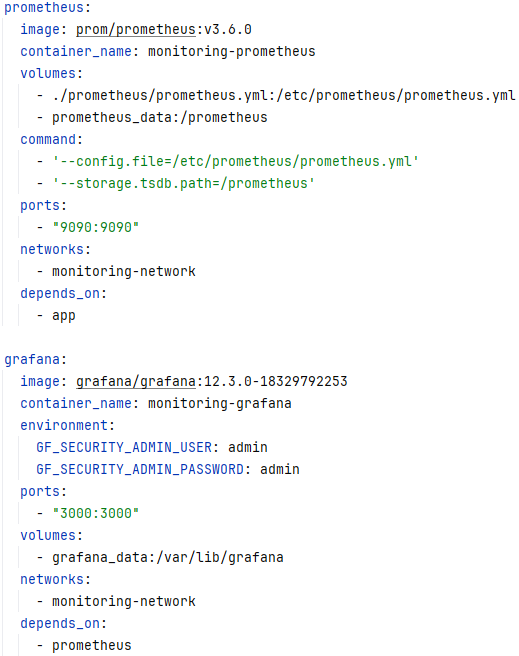 prometheus:
  image: prom/prometheus:v3.6.0
  container_name: monitoring-prometheus
  volumes:
    - ./prometheus/prometheus.yml:/etc/prometheus/prometheus.yml
    - prometheus_data:/prometheus
  command:
    - '--config.file=/etc/prometheus/prometheus.yml'
    - '--storage.tsdb.path=/prometheus'
  ports:
    - "9090:9090"
  networks:
    - monitoring-network
  depends_on:
    - app

grafana:
  image: grafana/grafana:12.3.0-18329792253
  container_name: monitoring-grafana
  environment:
    GF_SECURITY_ADMIN_USER: admin
    GF_SECURITY_ADMIN_PASSWORD: admin
  ports:
    - "3000:3000"
  volumes:
    - grafana_data:/var/lib/grafana
  networks:
    - monitoring-network
  depends_on:
    - prometheus